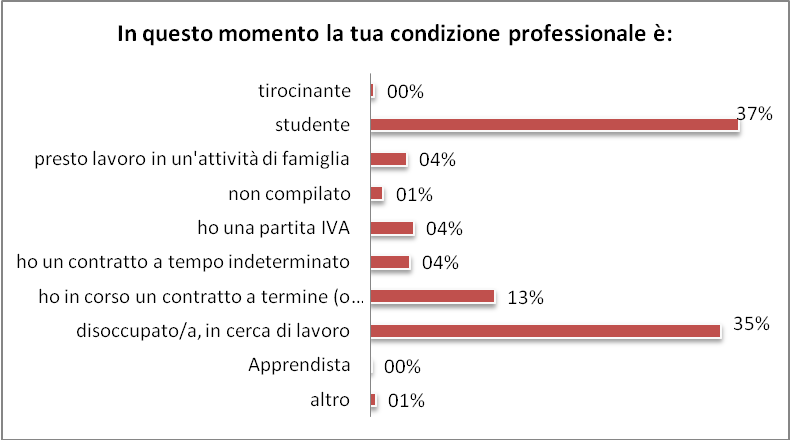 In questo momento la tua condizione professionale è:
tirocinante 00%
studente 37%
presto lavoro in un'attività di famiglia 04%
non compilato 01%
ho una partita IVA 04%
ho un contratto a tempo indeterminato 04%
ho in corso un contratto a termine (o... 13%
disoccupato/a, in cerca di lavoro 35%
Apprendista 00%
altro 01%